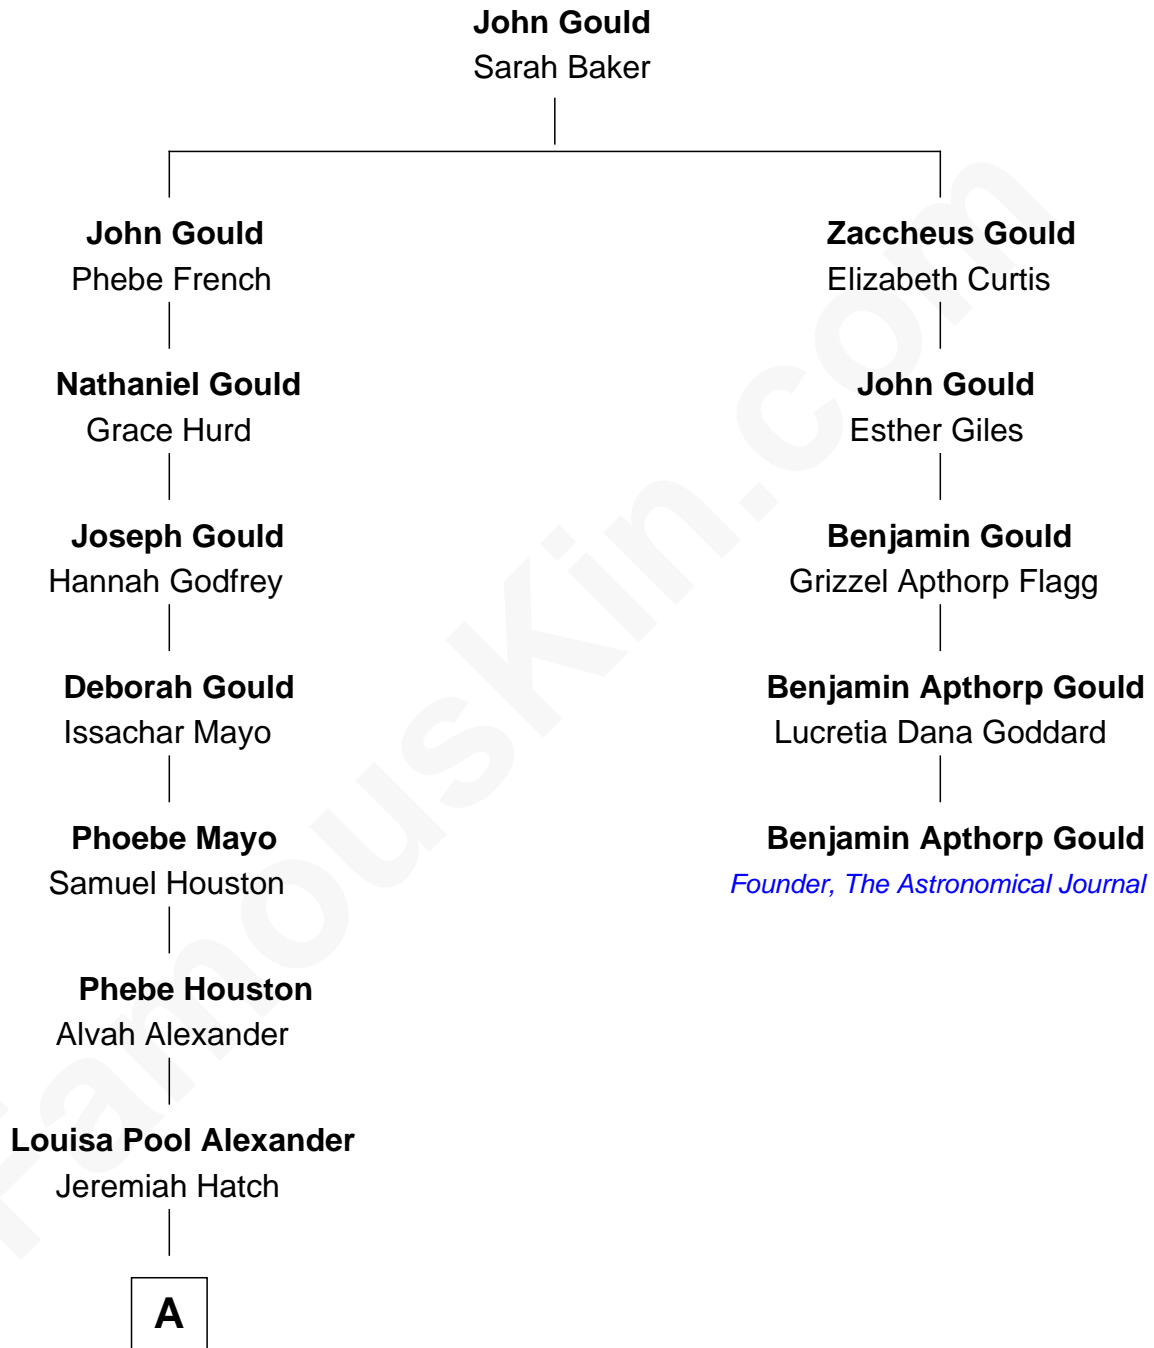 John Gould
Sarah Baker
John Gould
Phebe French
Zaccheus Gould
Elizabeth Curtis
Nathaniel Gould
Grace Hurd
John Gould
Esther Giles
Joseph Gould
Hannah Godfrey
Benjamin Gould
Grizzel Apthorp Flagg
Deborah Gould
Issachar Mayo
Benjamin Apthorp Gould
Lucretia Dana Goddard
Phoebe Mayo
Samuel Houston
Benjamin Apthorp Gould
Founder, The Astronomical Journal
Phebe Houston
Alvah Alexander
Louisa Pool Alexander
Jeremiah Hatch
A
FamousKin.com